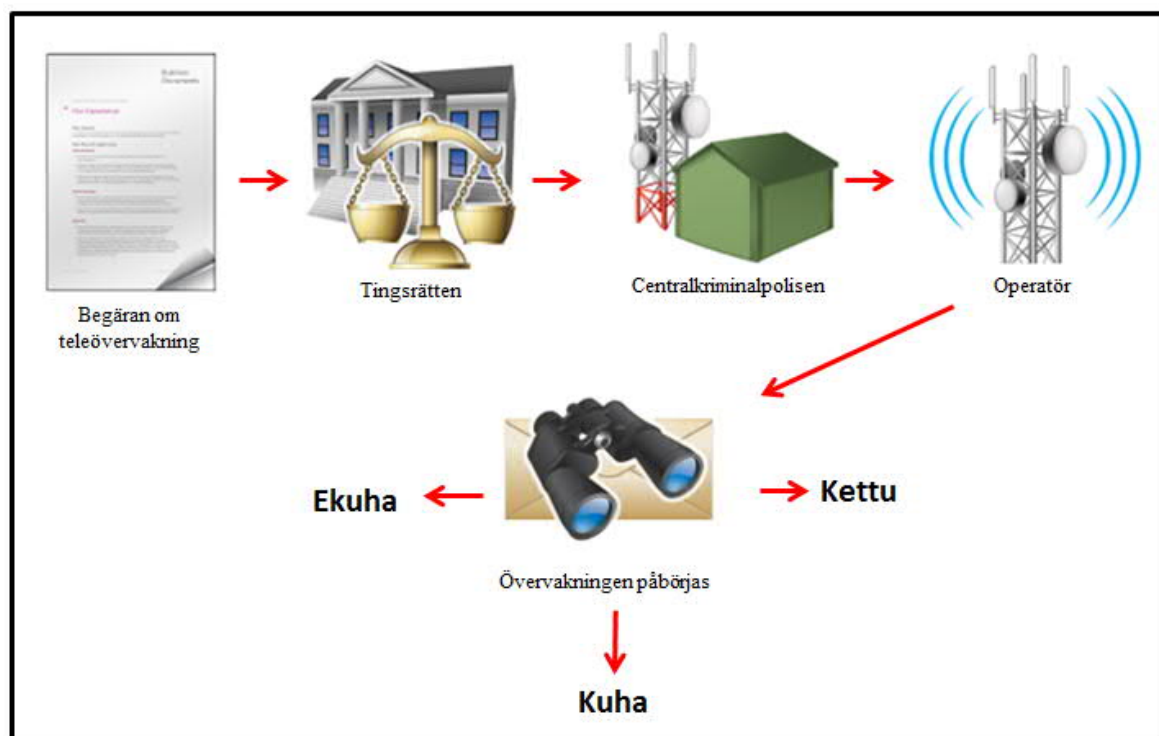 Begäran om
teleövervakning
Tingsrätten
Centralkriminalpolisen
Operatör
Ekuha
Kettu
Övervakningen påbörjas
Kuha